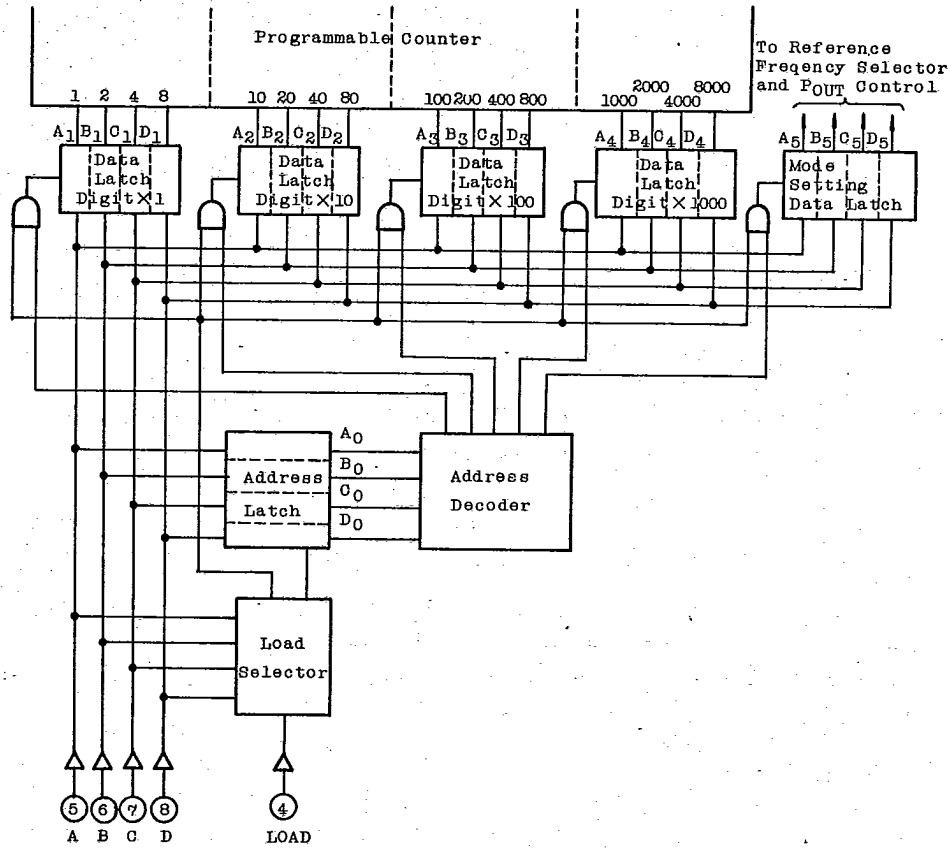 Programmable Counter
To Reference
Freqency Selector
and POUT Control
1 2 4 8
10 20 40 80
100 200 400 800
1000 2000 4000 8000
A1 B1 C1 D1
A2 B2 C2 D2
A3 B3 C3 D3
A4 B4 C4 D4
A5 B5 C5 D5
Data
Latch
Digit×1
Data
Latch
Digit×10
Data
Latch
Digit×100
Data
Latch
Digit×1000
Mode
Setting
Data Latch
A0
B0
C0
D0
Address
Latch
Address
Decoder
Load
Selector
5 6 7 8 4
A B C D LOAD